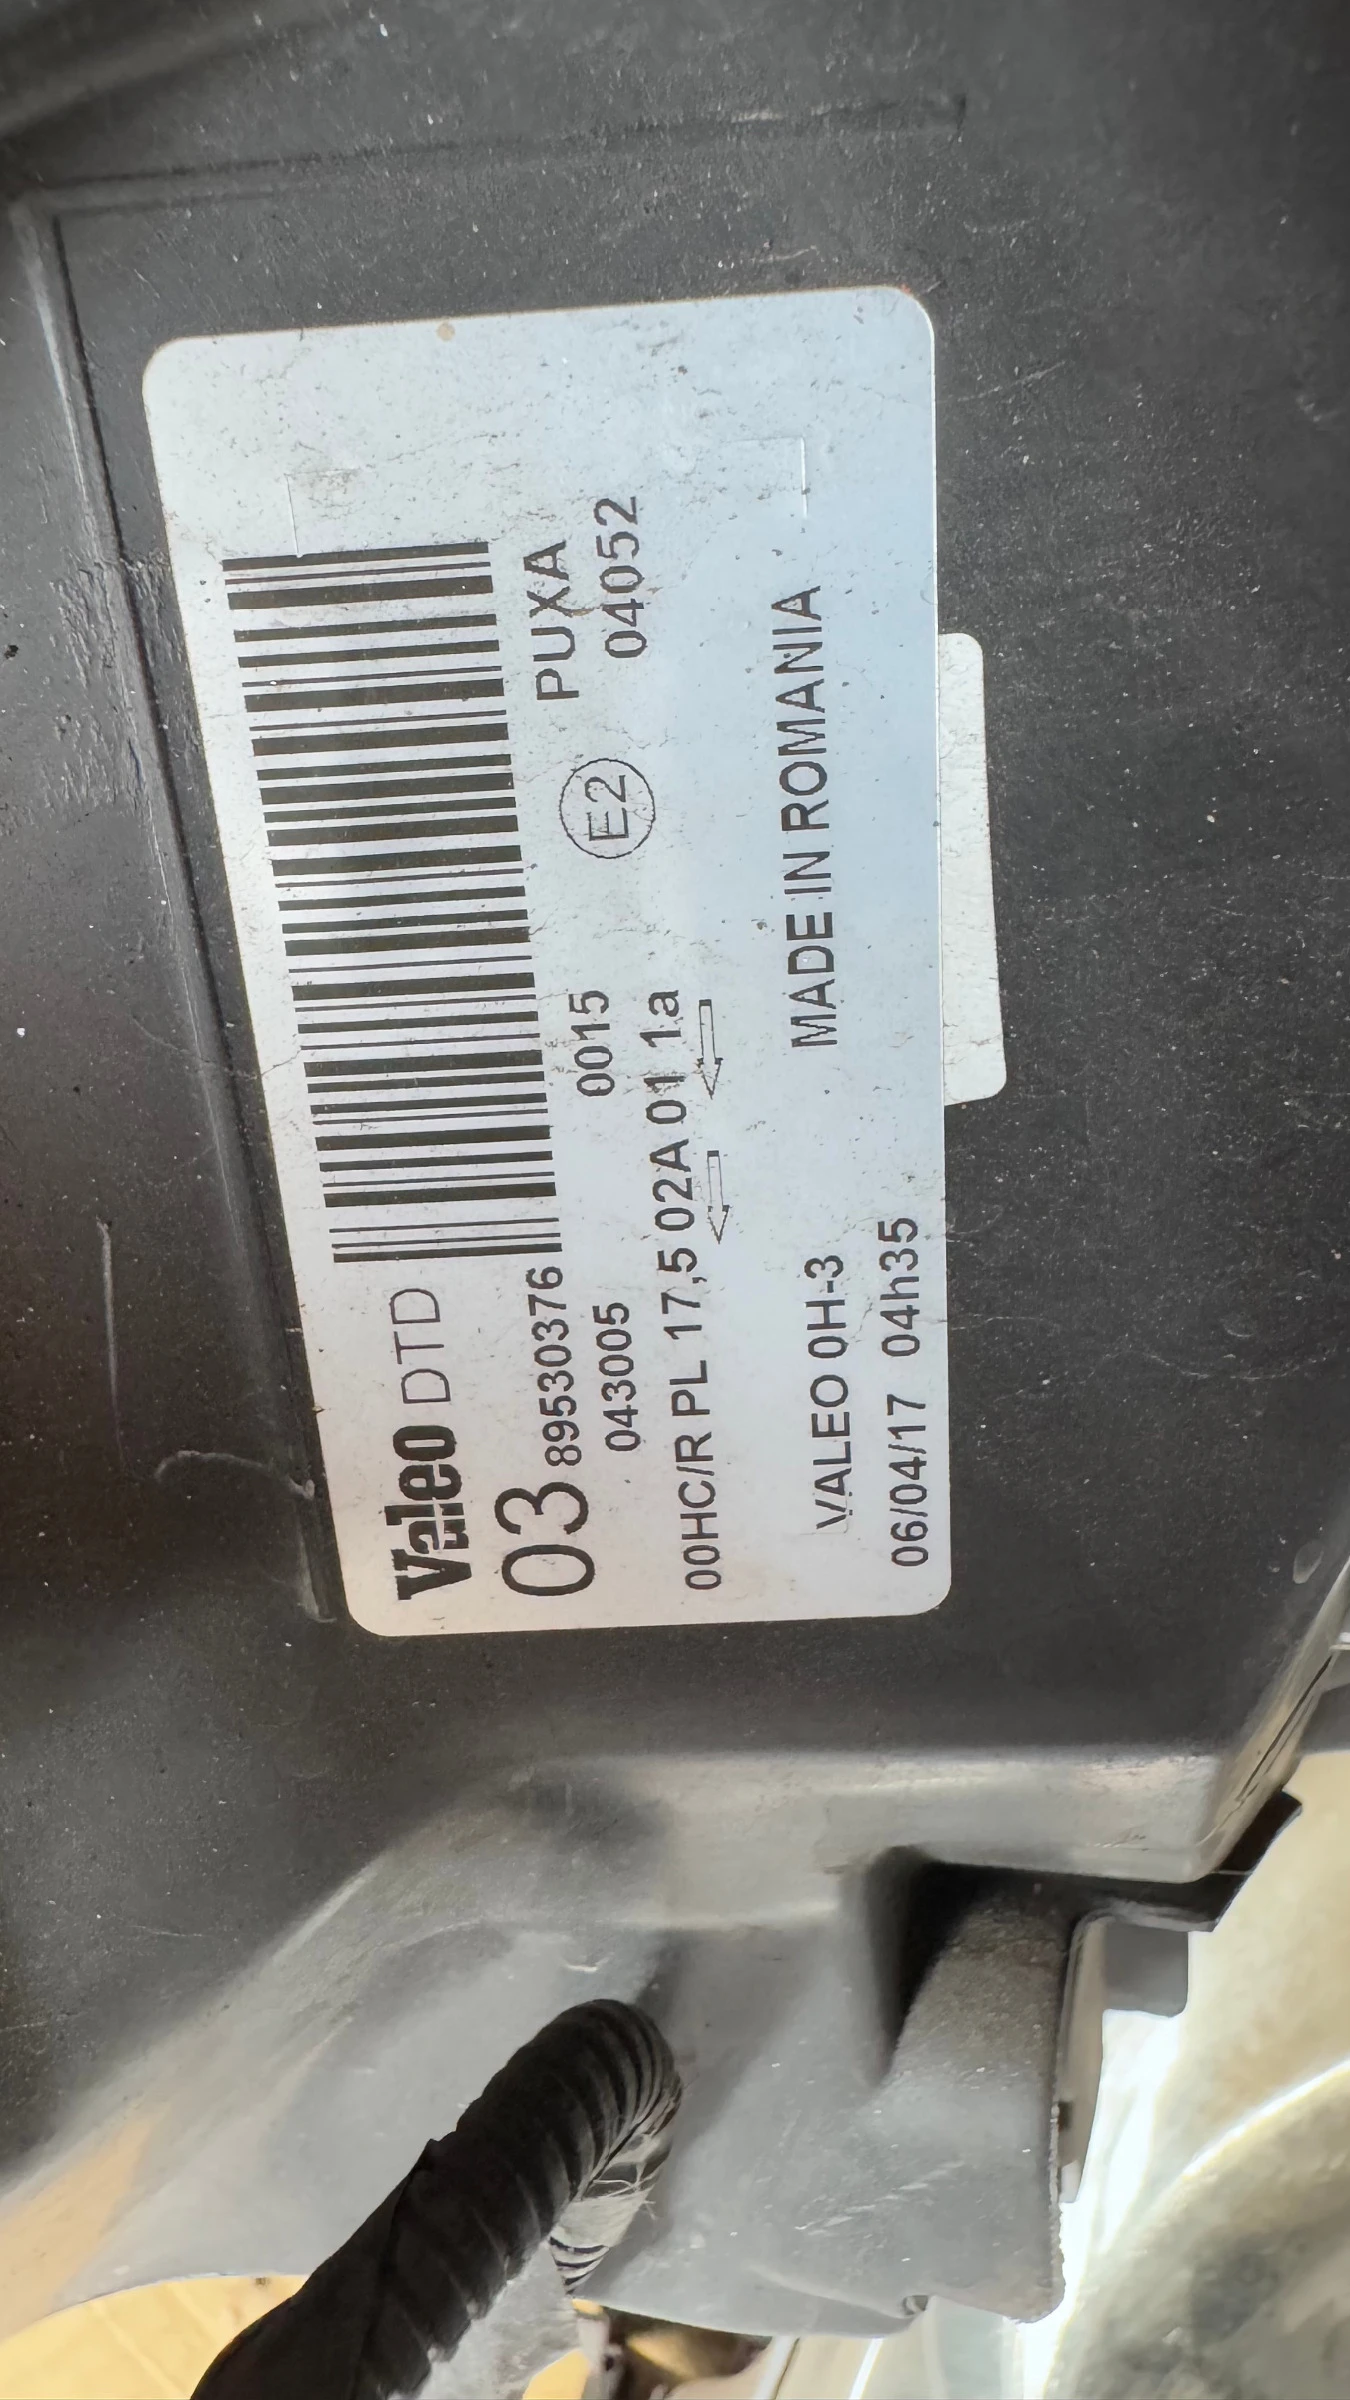 Valeo DTD
03 89530376 PUXA
043005 0015 E2 04052
00HC/R PL 17,5 02A 01 1a
VALEO 0H-3 MADE IN ROMANIA
06/04/17 04h35